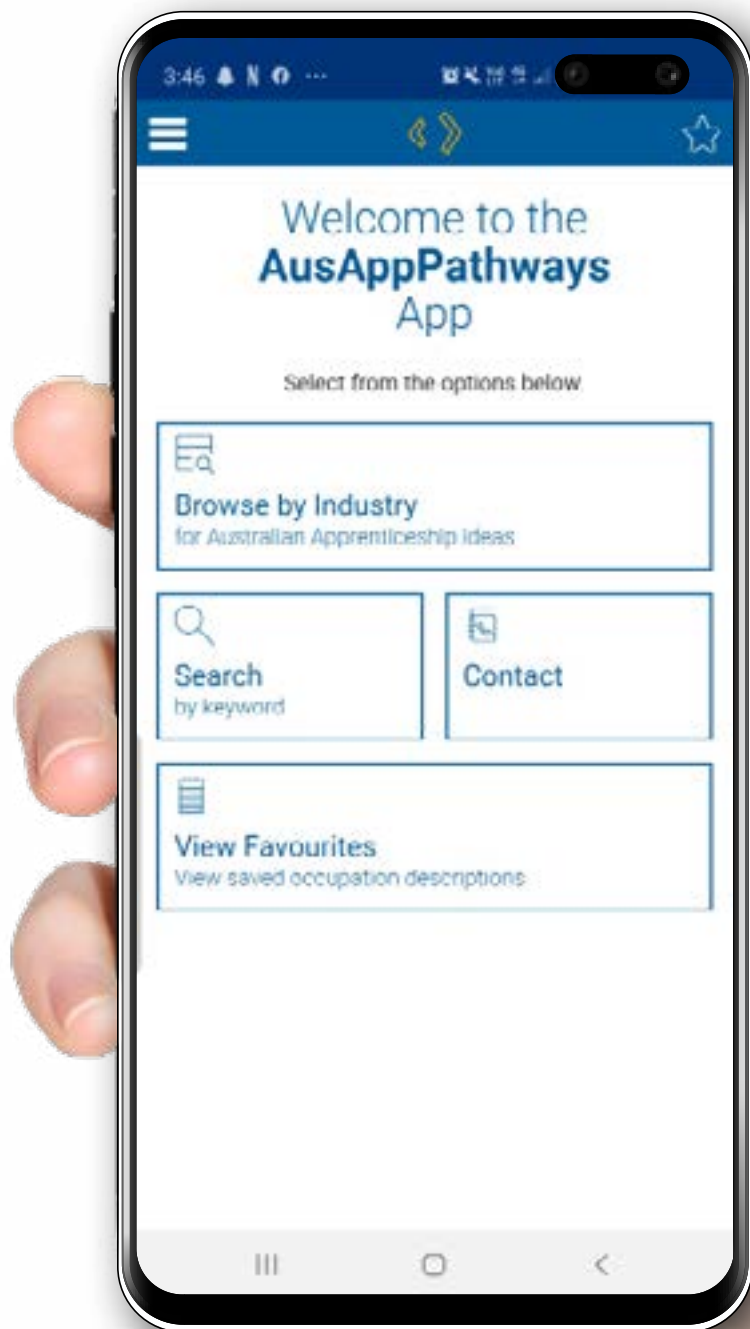 3:46
Welcome to the
AusAppPathways
App
Select from the options below
Browse by Industry
for Australian Apprenticeship ideas
Search
by keyword
Contact
View Favourites
View saved occupation descriptions